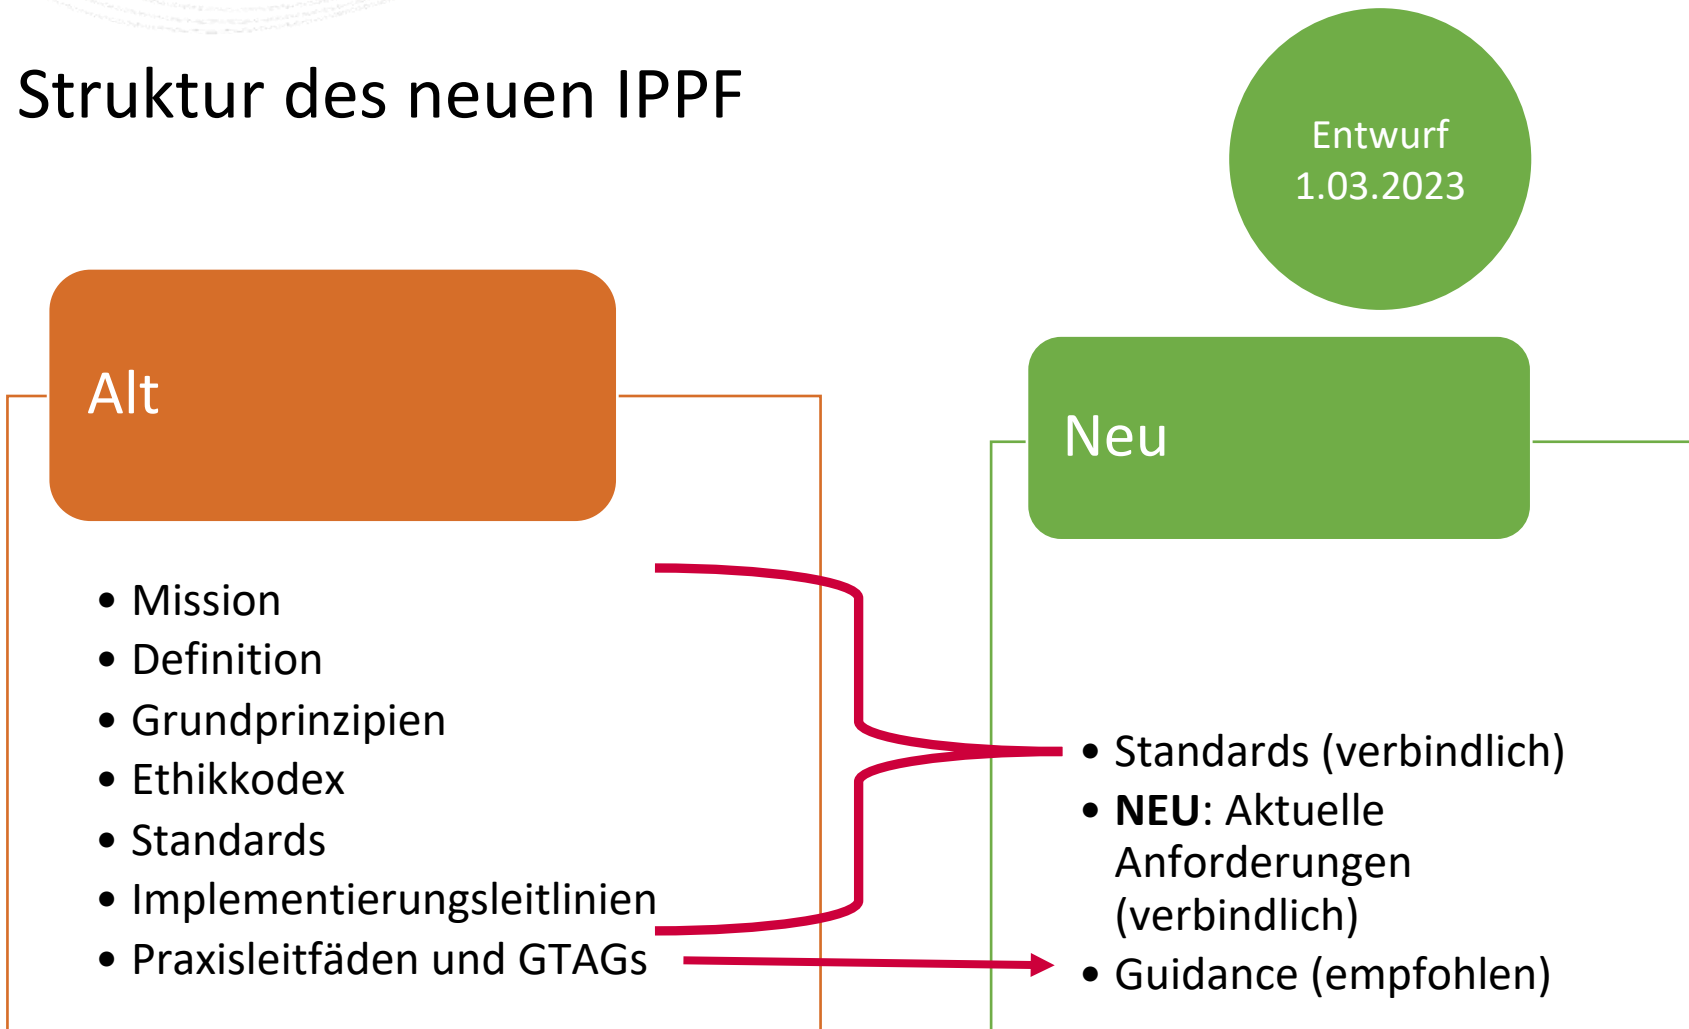 Struktur des neuen IPPF
Entwurf
1.03.2023
Alt
• Mission
• Definition
• Grundprinzipien
• Ethikkodex
• Standards
• Implementierungsleitlinien
• Praxisleitfäden und GTAGs
Neu
• Standards (verbindlich)
• NEU: Aktuelle
Anforderungen
(verbindlich)
• Guidance (empfohlen)